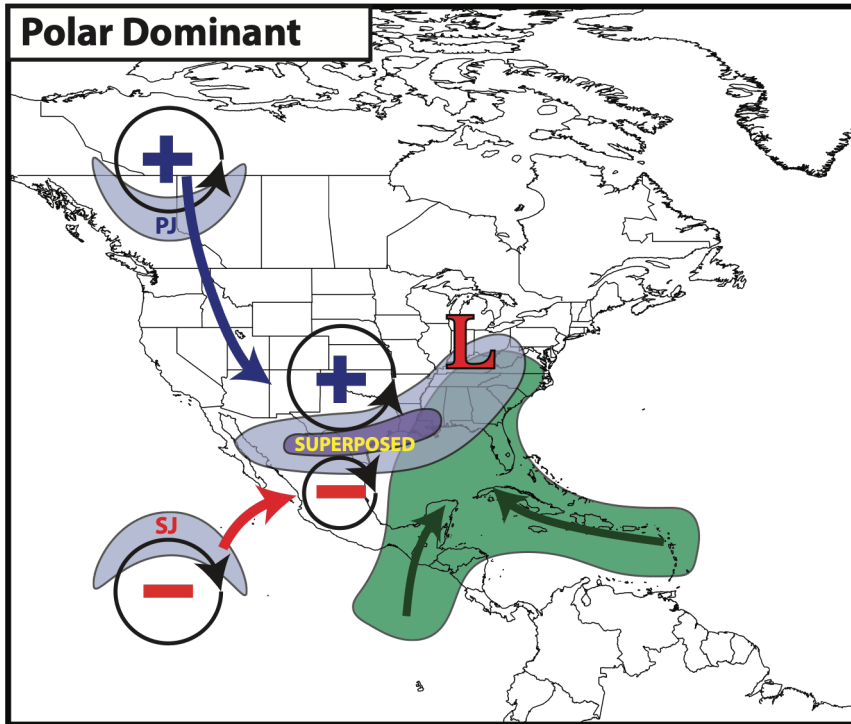 Polar Dominant
+
PJ
L
+
SUPERPOSED
−
SJ
−